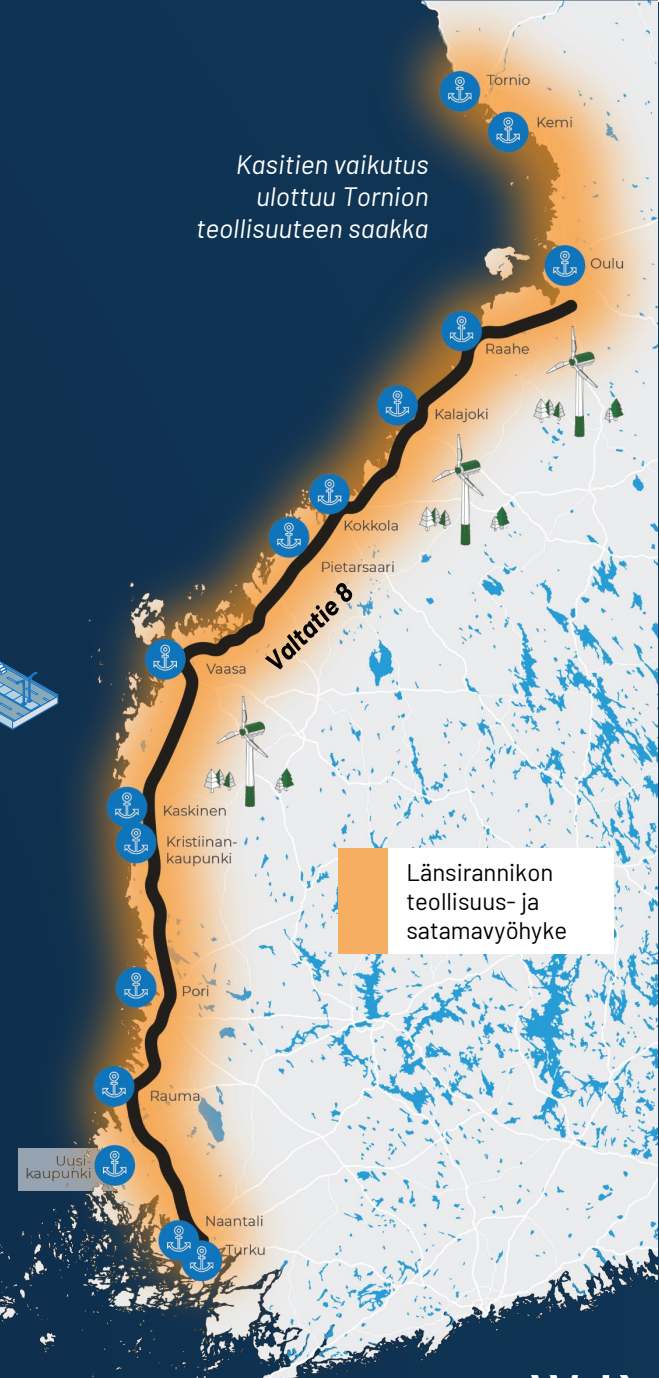 Tornio
Kemi
Kasitien vaikutus
ulottuu Tornion
teollisuuteen saakka
Oulu
Raahe
Kalajoki
Kokkola
Pietarsaari
Valtatie 8
Vaasa
Kaskinen
Kristiinan-
kaupunki
Länsirannikon
teollisuus- ja
satamavyöhyke
Pori
Rauma
Uusi-
kaupunki
Naantali
Turku